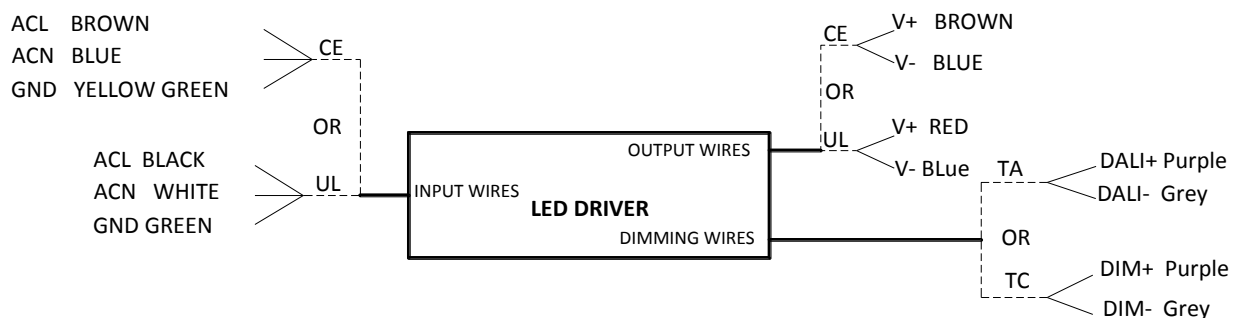 ACL BROWN
ACN BLUE
GND YELLOW GREEN
CE
OR
ACL BLACK
ACN WHITE
GND GREEN
UL
INPUT WIRES
OUTPUT WIRES
LED DRIVER
DIMMING WIRES
CE
V+ BROWN
V- BLUE
OR
UL
V+ RED
V- BLue
TA
DALI+ Purple
DALI- Grey
OR
TC
DIM+ Purple
DIM- Grey